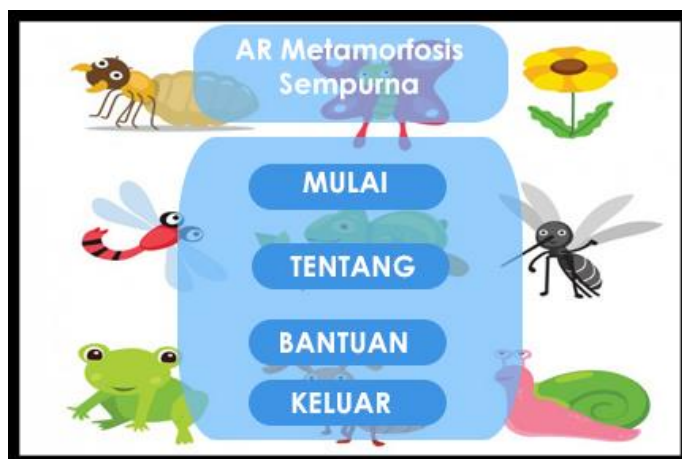 AR Metamorfosis
Sempurna
MULAI
TENTANG
BANTUAN
KELUAR